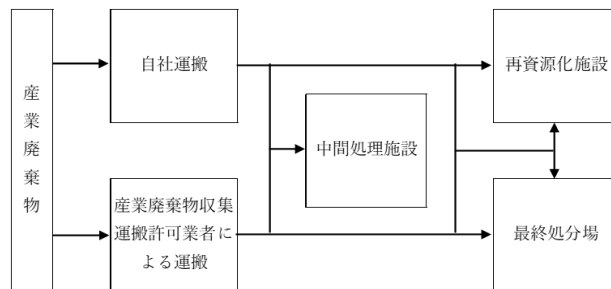 産業廃棄物
自社運搬
再資源化施設
中間処理施設
産業廃棄物収集
運搬許可業者に
よる運搬
最終処分場